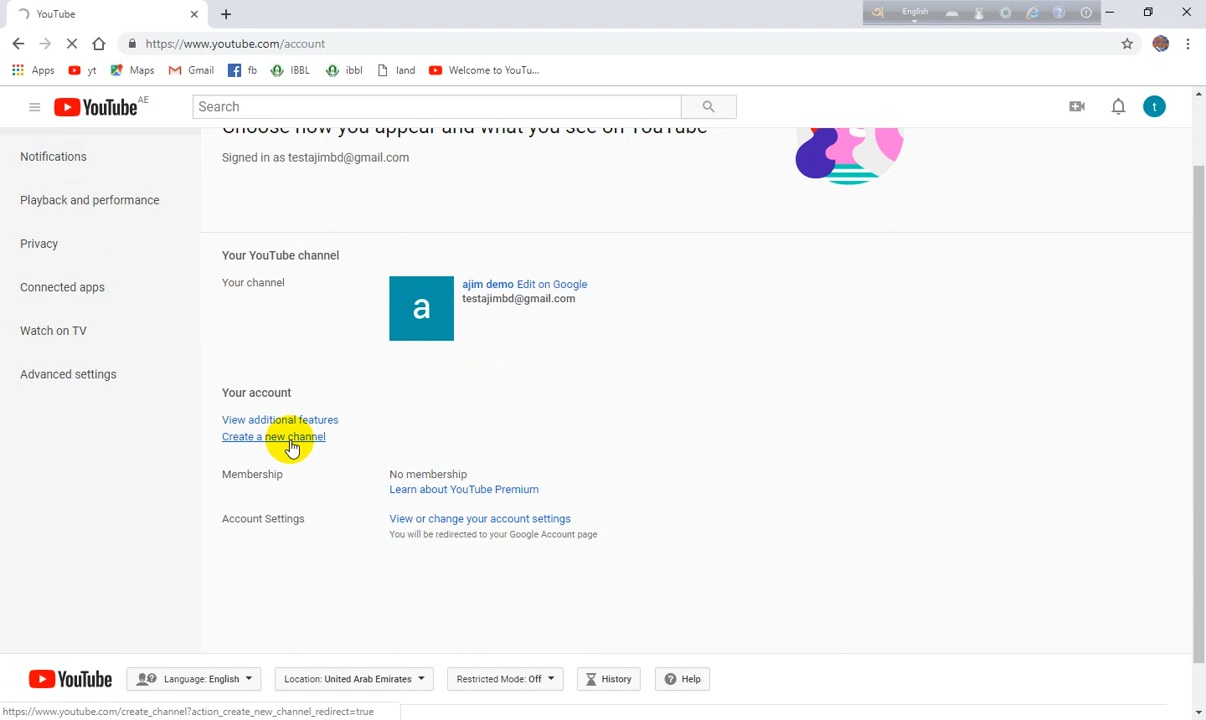 YouTube
English
https://www.youtube.com/account
Apps
yt
Maps
Gmail
fb
IBBL
ibbl
land
Welcome to YouTu...
YouTube AE
Search
t
Choose how you appear and what you see on YouTube
Signed in as testajimbd@gmail.com
Notifications
Playback and performance
Privacy
Connected apps
Watch on TV
Advanced settings
Your YouTube channel
Your channel
a
ajim demo Edit on Google
testajimbd@gmail.com
Your account
View additional features
Create a new channel
Membership
No membership
Learn about YouTube Premium
Account Settings
View or change your account settings
You will be redirected to your Google Account page
YouTube
Language: English
Location: United Arab Emirates
Restricted Mode: Off
History
Help
https://www.youtube.com/create_channel?action_create_new_channel_redirect=true